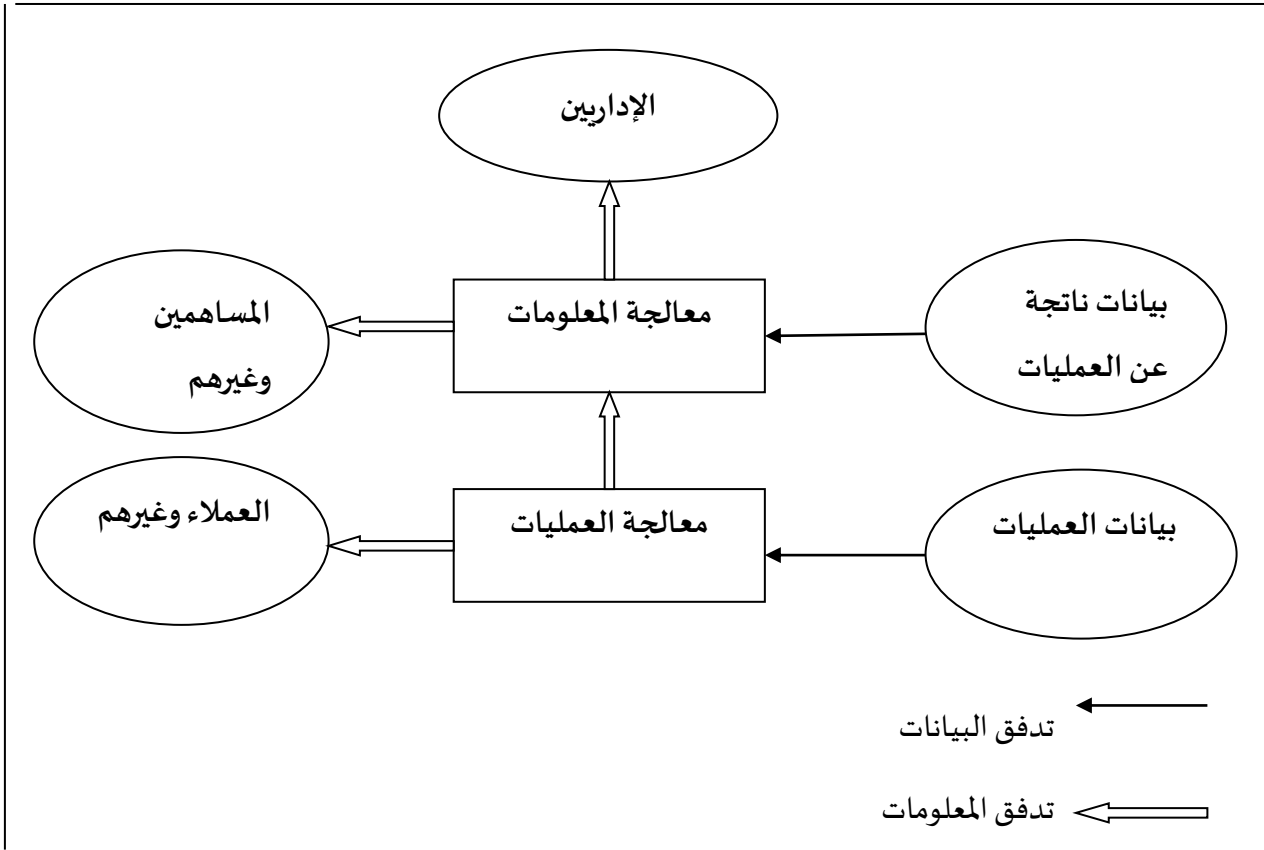 الإداريين
بيانات ناتجة
عن العمليات
معالجة المعلومات
المساهمين
وغيرهم
بيانات العمليات
معالجة العمليات
العملاء وغيرهم
تدفق البيانات
تدفق المعلومات